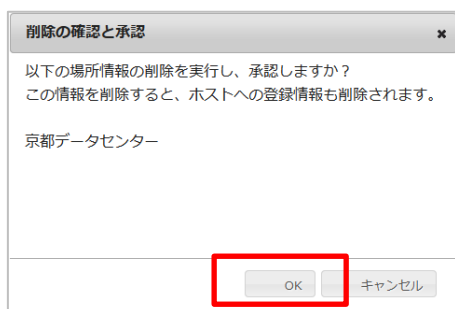 削除の確認と承認
以下の場所情報の削除を実行し、承認しますか？
この情報を削除すると、ホストへの登録情報も削除されます。
京都データセンター
OK キャンセル